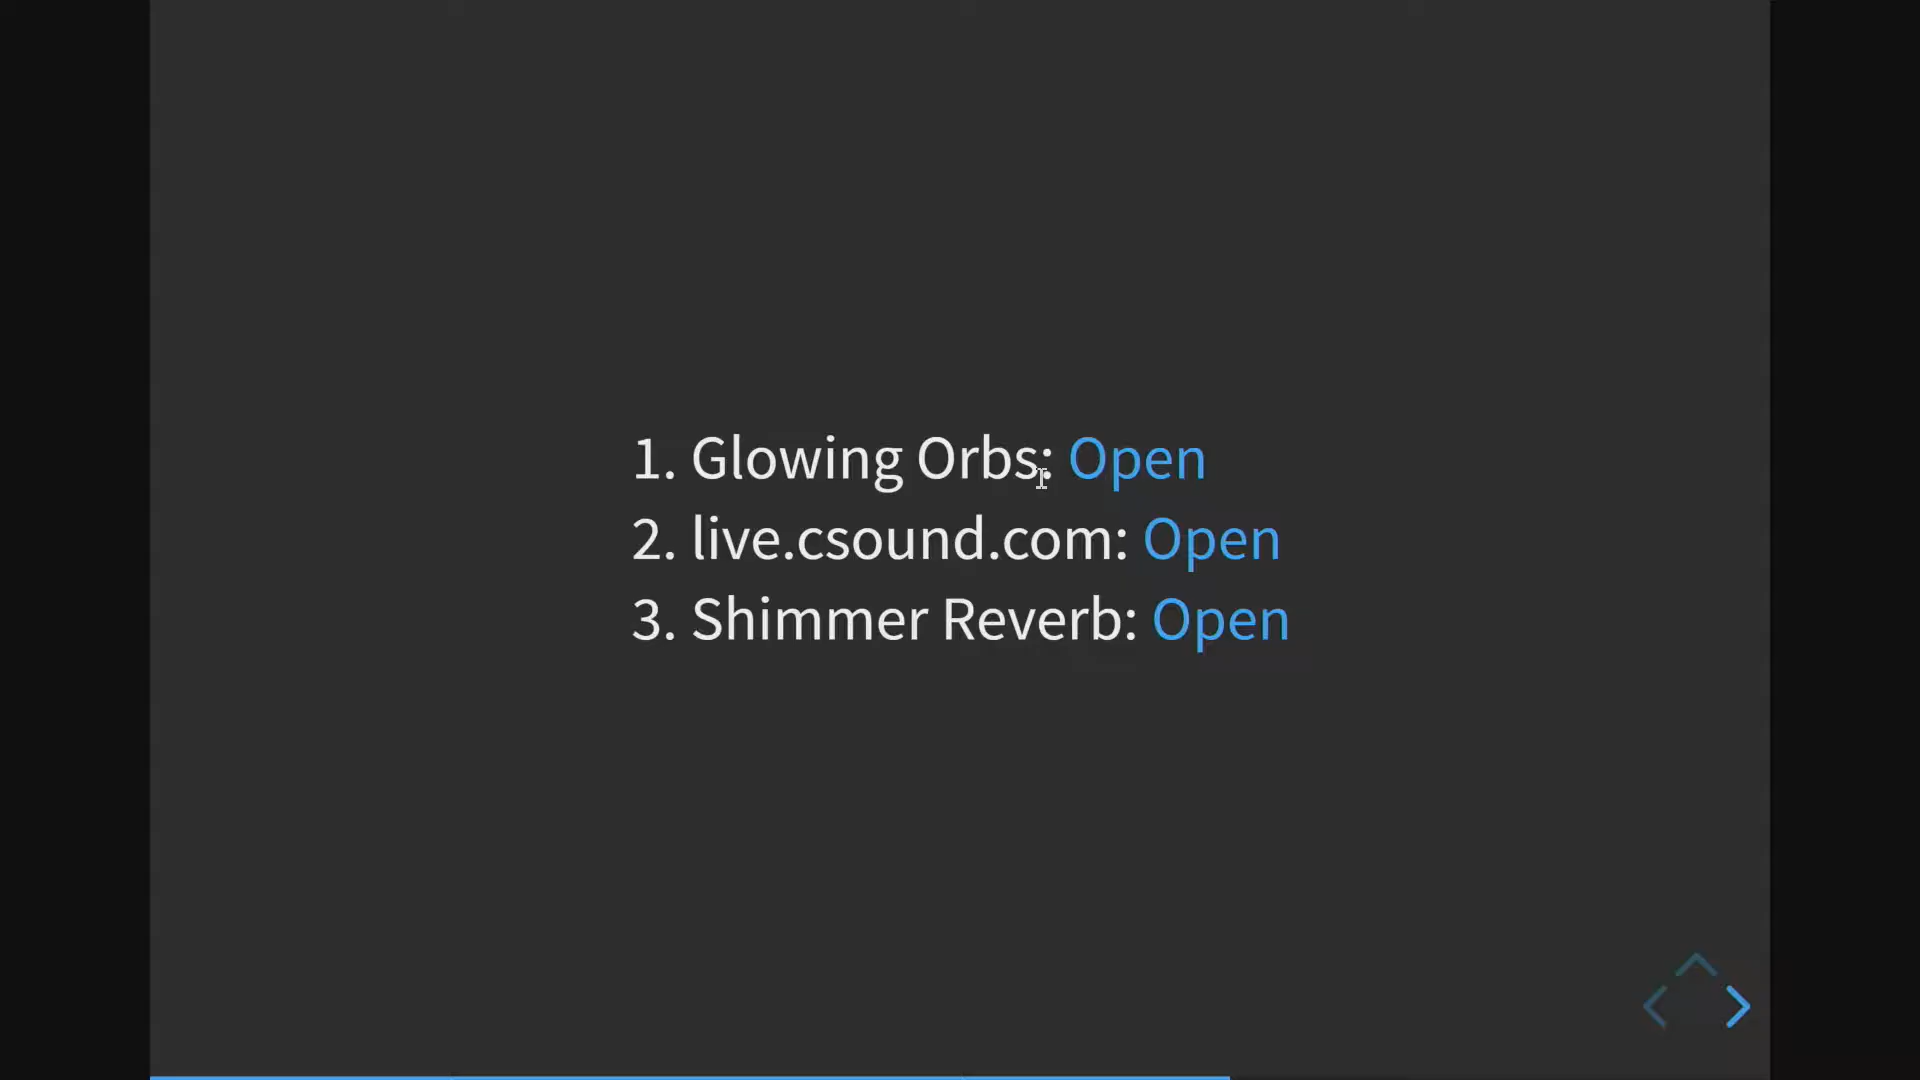 1. Glowing Orbs: Open
2. live.csound.com: Open
3. Shimmer Reverb: Open